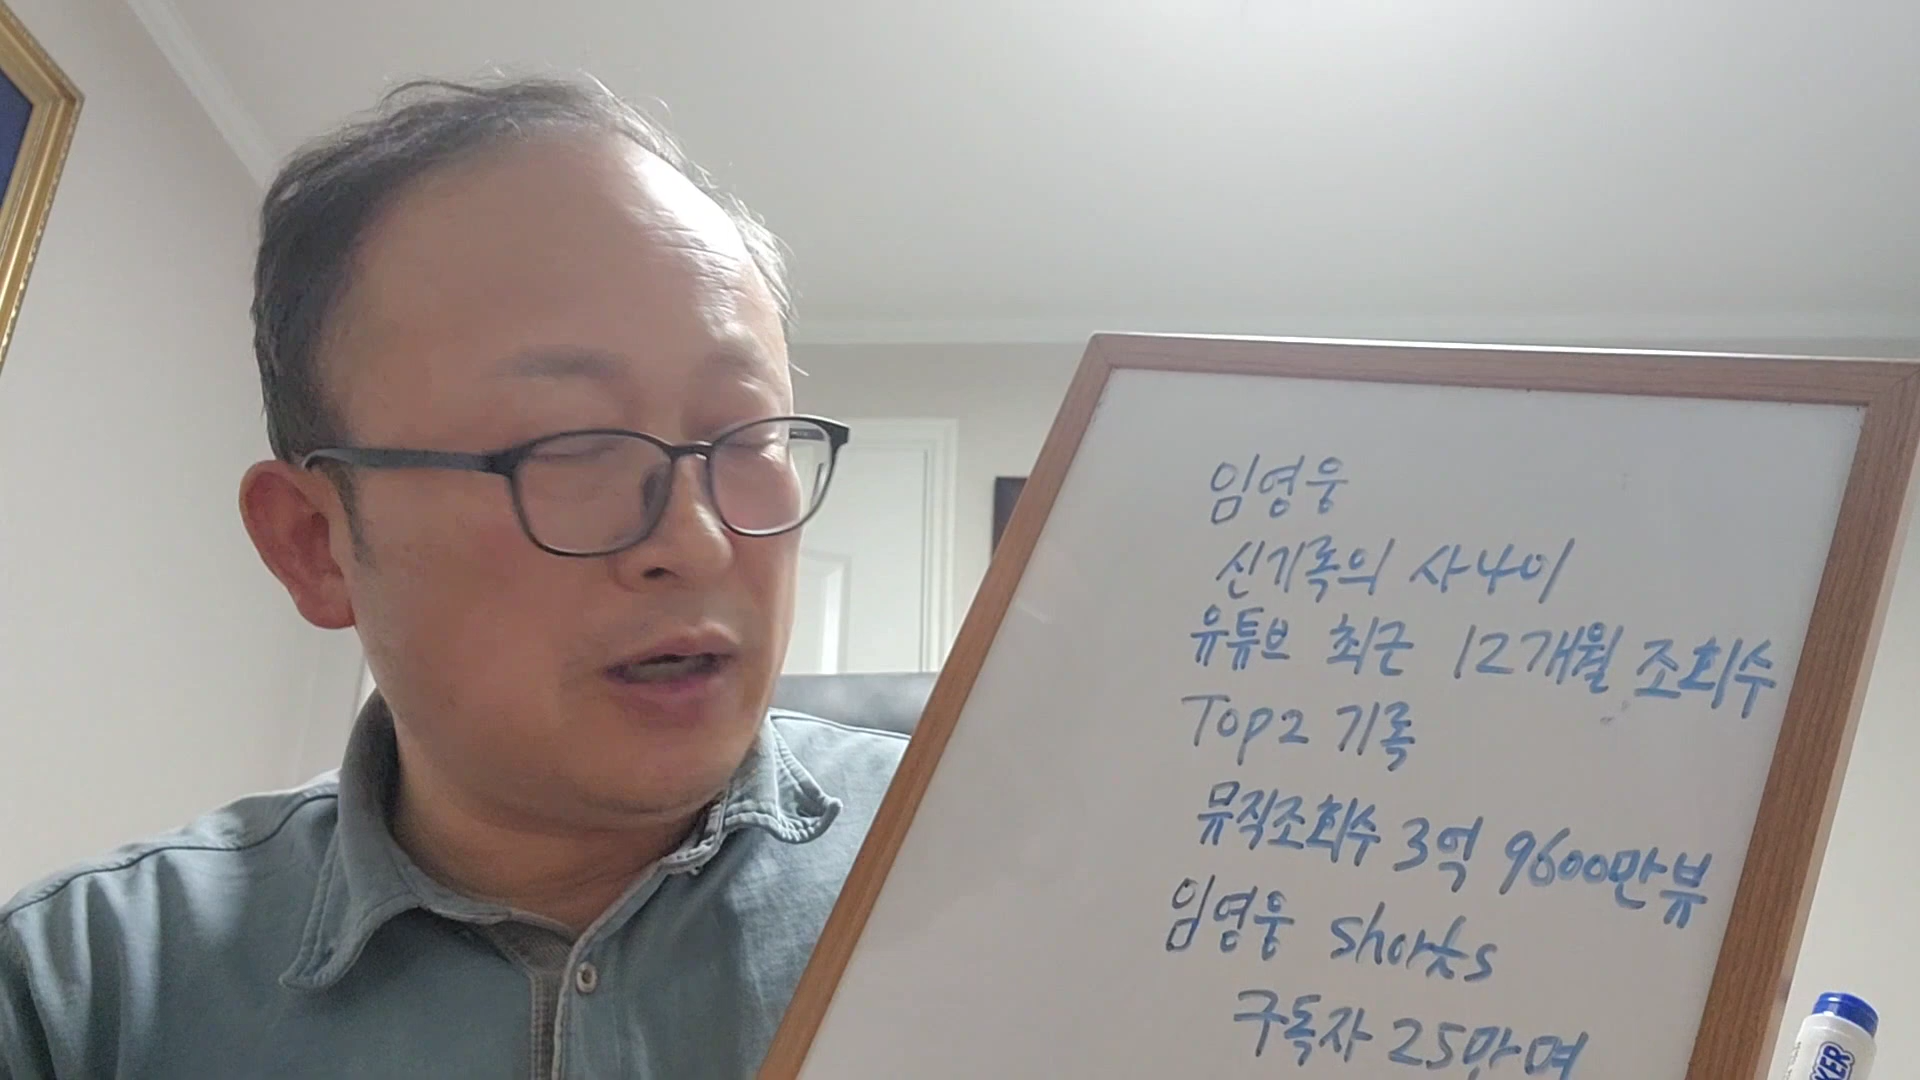 임영웅
신기록의 사나이
유튜브 최근 12개월 조회수
Top2 기록
뮤직조회수 3억 9600만뷰
임영웅 shorts
구독자 25만명
KER